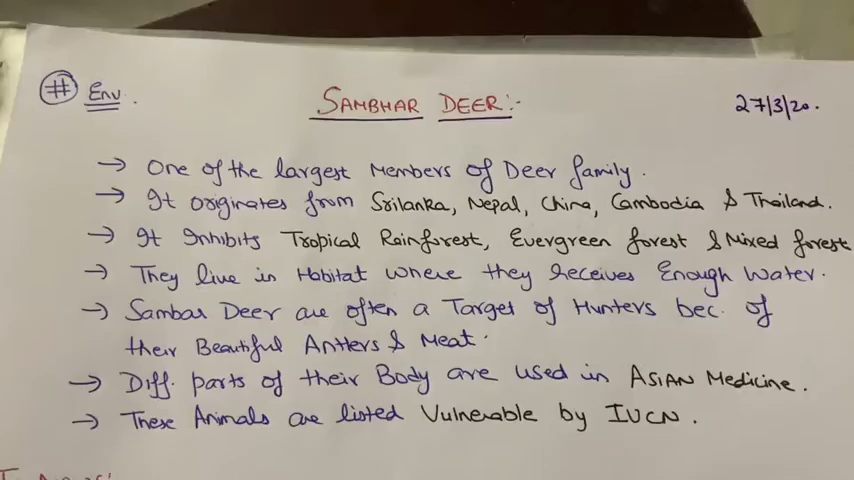 # Env.
SAMBHAR DEER:-
27/3/20.
→ One of the largest Members of Deer family.
→ It originates from Srilanka, Nepal, China, Cambodia & Thailand.
→ It Inhibits Tropical Rainforest, Evergreen forest & Mixed forest
→ They live in Habitat where they receives Enough Water.
→ Sambar Deer are often a Target of Hunters bec. of
their Beautiful Antlers & Meat.
→ Diff. parts of their Body are used in ASIAN Medicine.
→ These Animals are listed Vulnerable by IUCN.